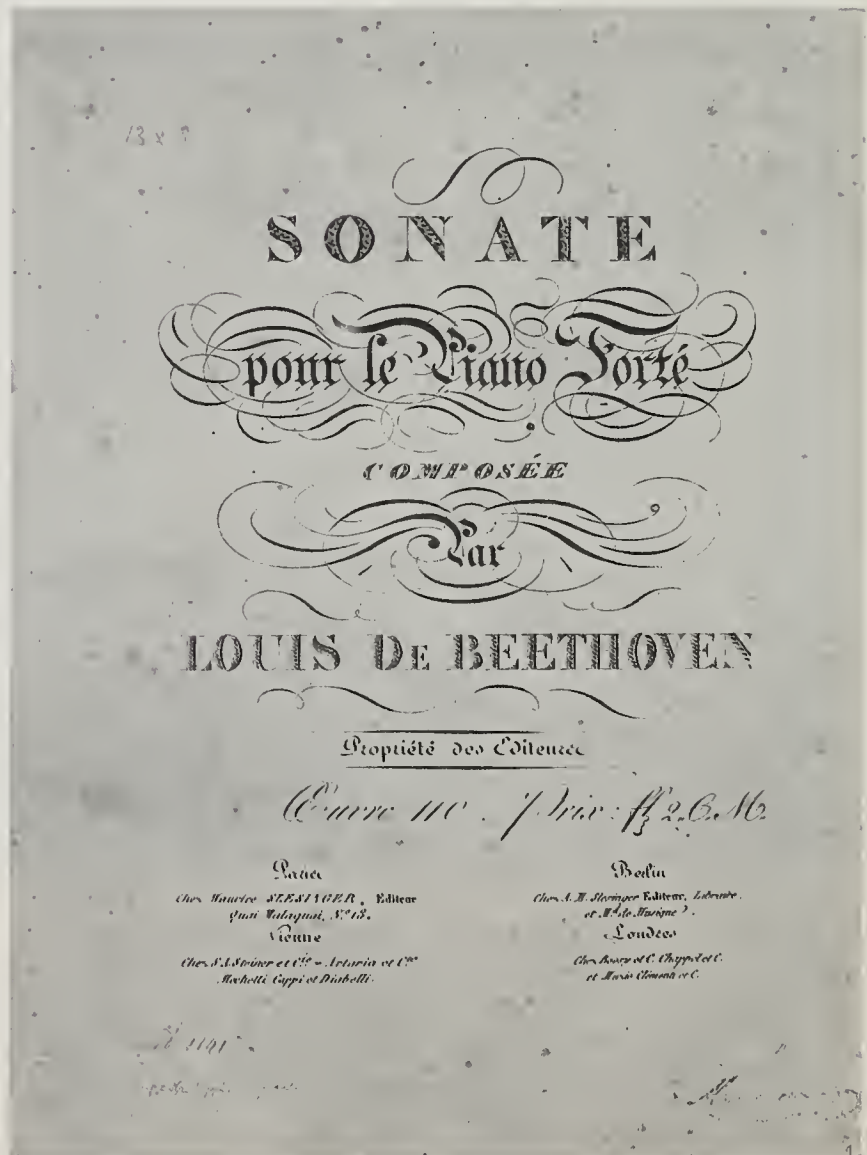 SONATE
pour le Piano Forté
COMPOSÉE
Par
LOUIS DE BEETHOVEN
Propriété des Editeurs
Œuvre 110. Prix: 2. C.M.
Paris
Chez Maurice SLESINGER, Editeur
Quai Malaquai, N.º 13.
Vienne
Chez S.A. Steiner et C.ie = Artaria et C.ie
Mechetti Cappi et Diabelli.
Berlin
Chez A. M. Slesinger Editeur, Libraire.
et M.d de Musique.
Londres
Chez Boosy et C. Chappel et C.
et Muzio Clementi et C.
1